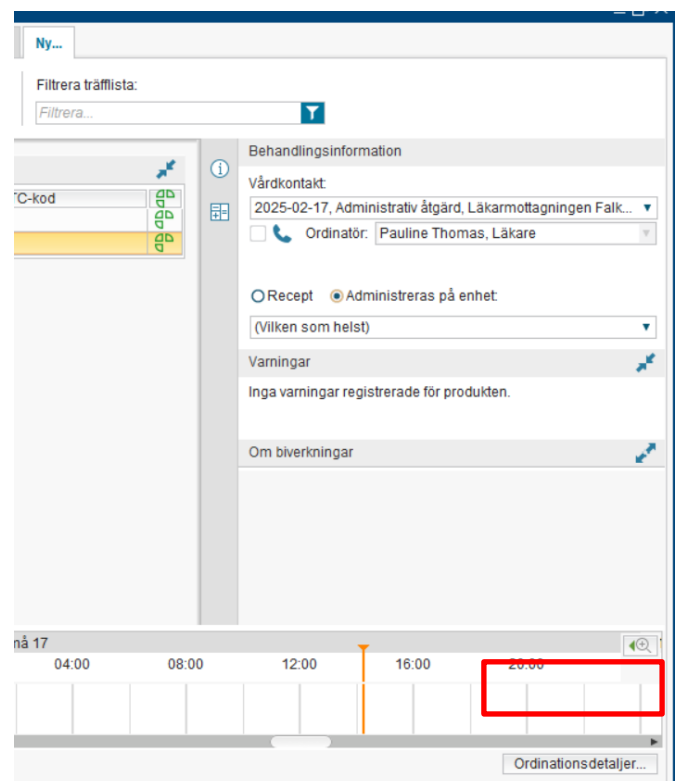 Ny...
Filtrera träfflista:
Filtrera...
Behandlingsinformation
Vårdkontakt:
TC-kod
2025-02-17, Administrativ åtgärd, Läkarmottagningen Falk...
Ordinatör: Pauline Thomas, Läkare
Recept Administreras på enhet:
(Vilken som helst)
Varningar
Inga varningar registrerade för produkten.
Om biverkningar
må 17
04:00 08:00 12:00 16:00 20:00
Ordinationsdetaljer...